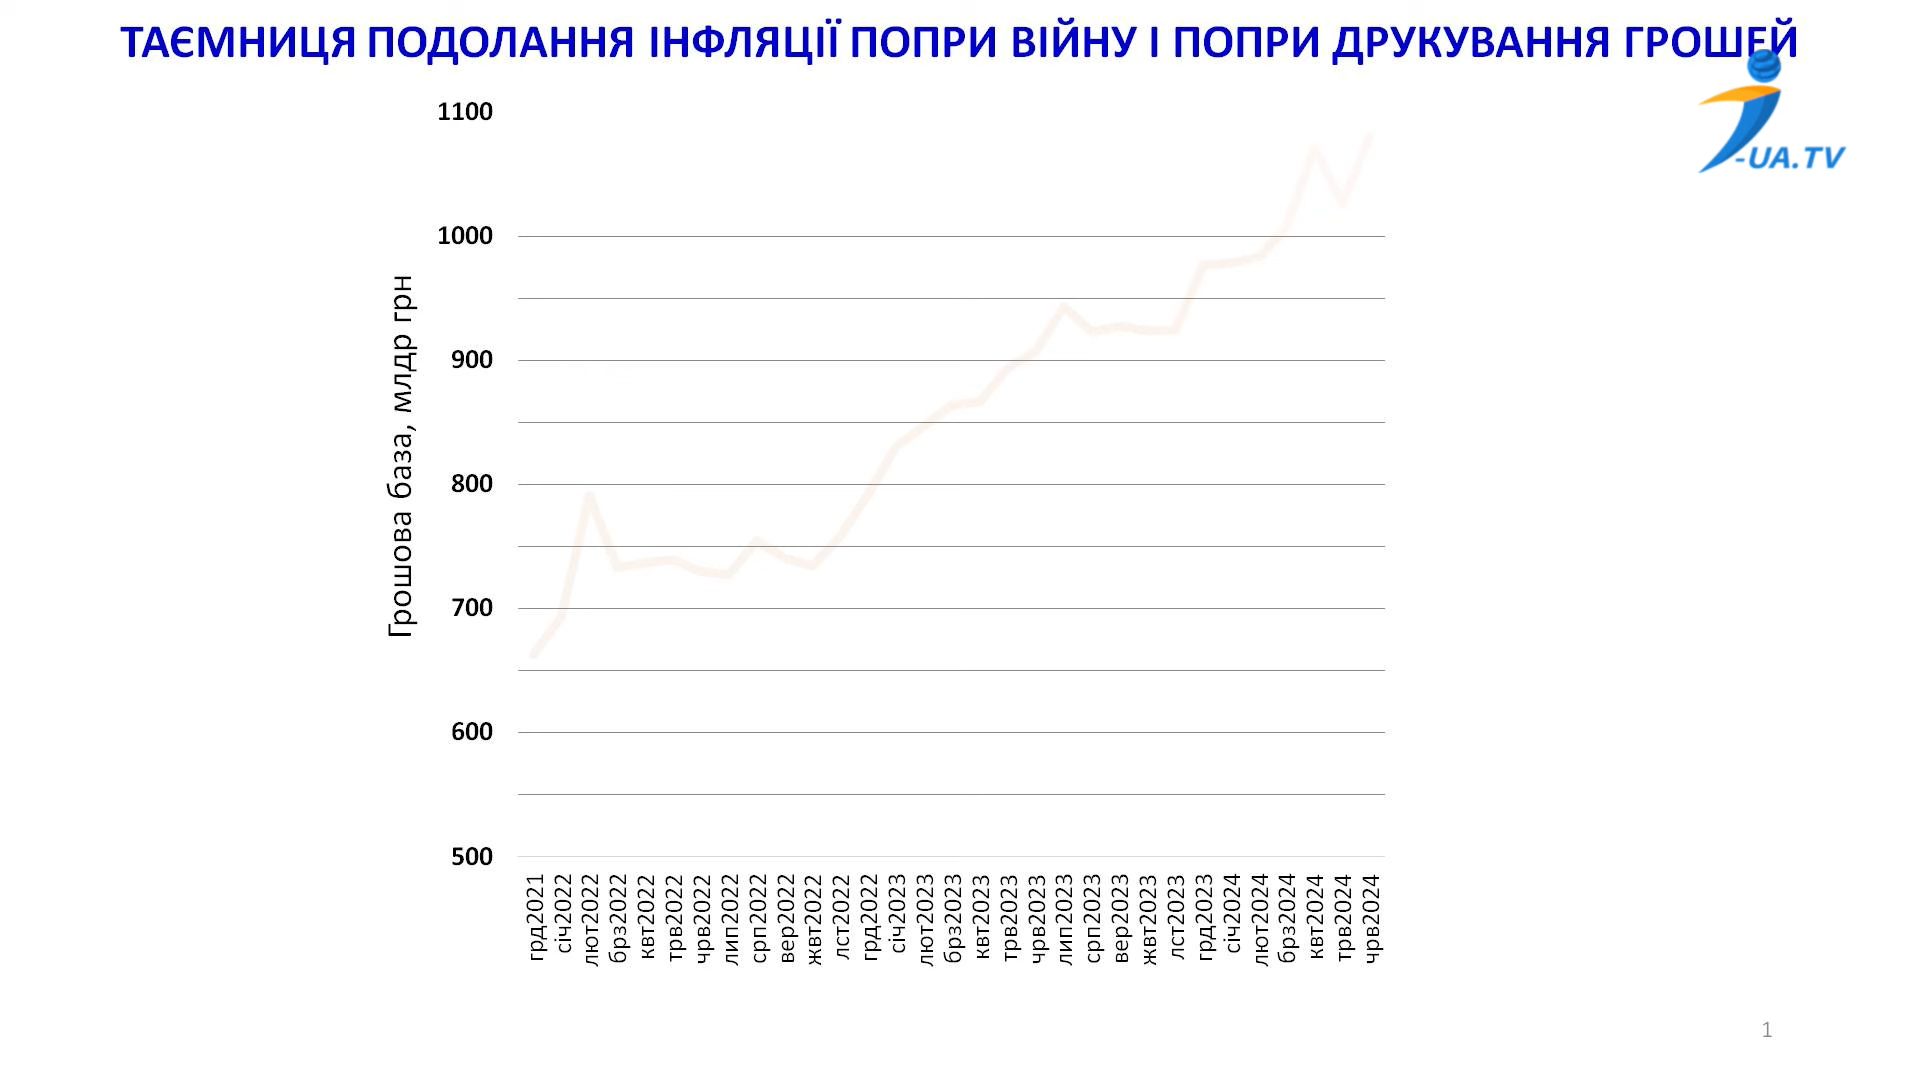 ТАЄМНИЦЯ ПОДОЛАННЯ ІНФЛЯЦІЇ ПОПРИ ВІЙНУ І ПОПРИ ДРУКУВАННЯ ГРОШЕЙ
-UA.TV
Грошова база, млрд грн
1100
1000
900
800
700
600
500
грд2021
січ2022
лют2022
брз2022
квт2022
трв2022
чрв2022
лип2022
срп2022
вер2022
жвт2022
лст2022
грд2022
січ2023
лют2023
брз2023
квт2023
трв2023
чрв2023
лип2023
срп2023
вер2023
жвт2023
лст2023
грд2023
січ2024
лют2024
брз2024
квт2024
трв2024
чрв2024
1